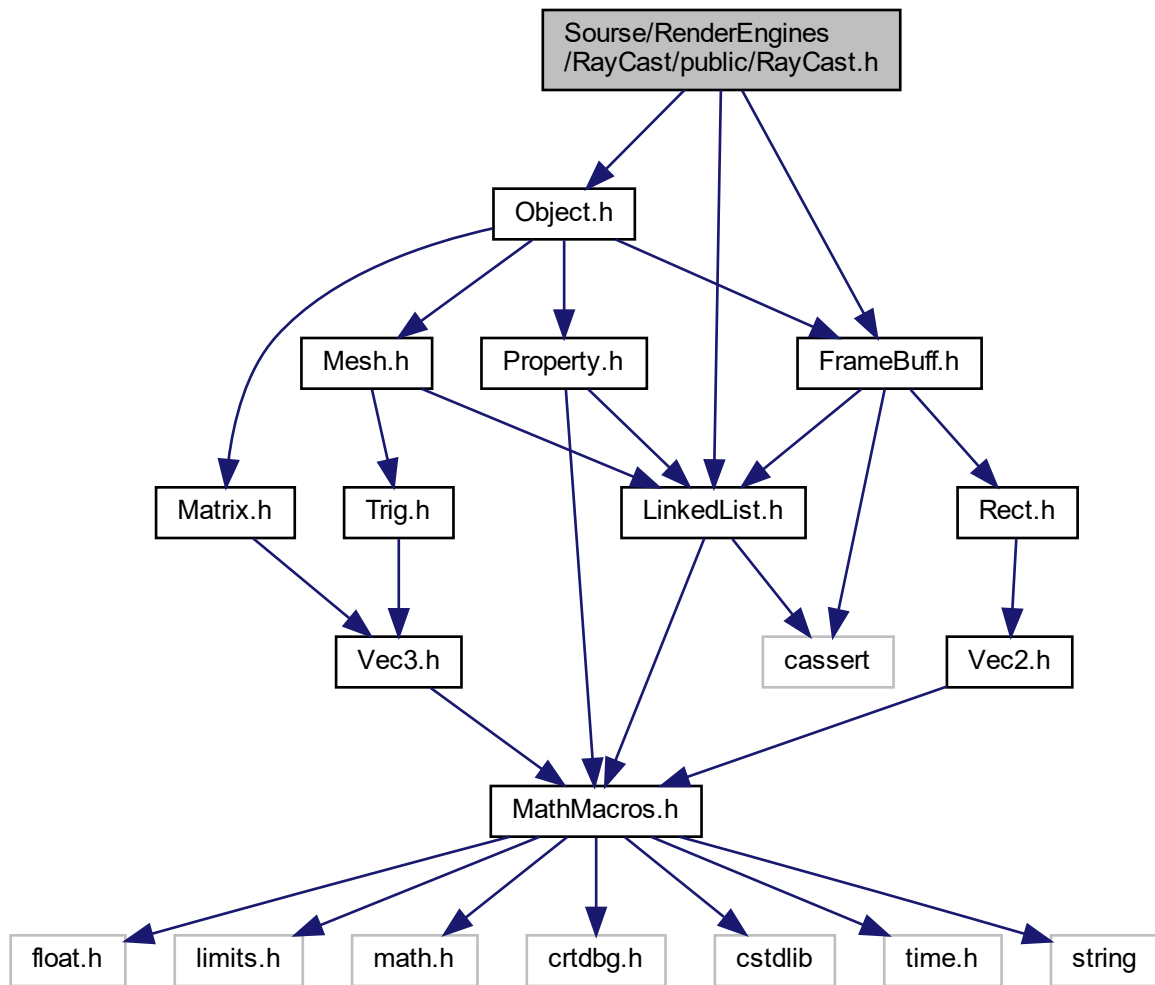 Sourse/RenderEngines
/RayCast/public/RayCast.h
Object.h
Mesh.h
Property.h
FrameBuff.h
Matrix.h
Trig.h
LinkedList.h
Rect.h
Vec3.h
cassert
Vec2.h
MathMacros.h
float.h
limits.h
math.h
crtdbg.h
cstdlib
time.h
string